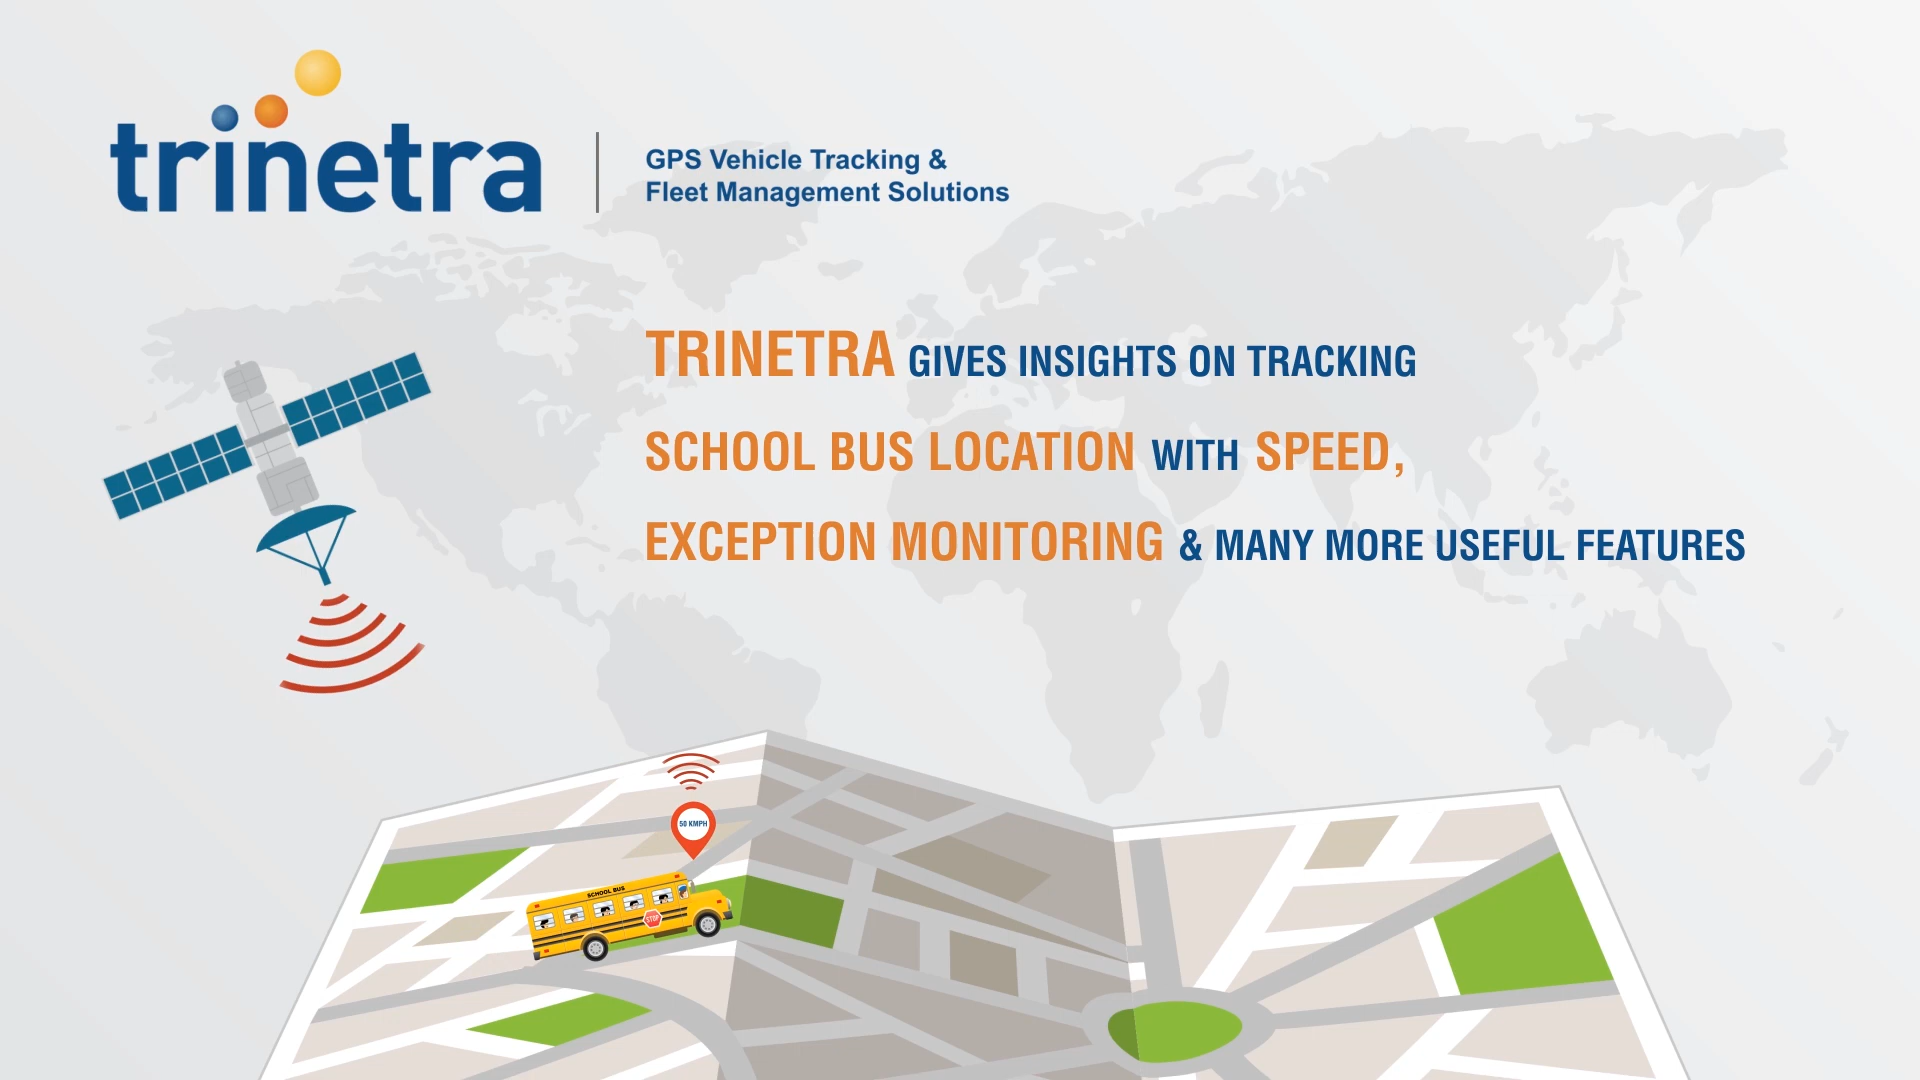 trinetra
GPS Vehicle Tracking &
Fleet Management Solutions
TRINETRA GIVES INSIGHTS ON TRACKING
SCHOOL BUS LOCATION WITH SPEED,
EXCEPTION MONITORING & MANY MORE USEFUL FEATURES
50 KMPH
SCHOOL BUS
STOP